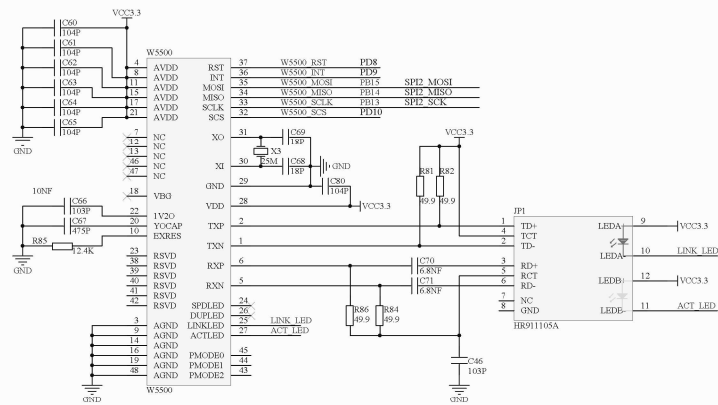 VCC3.3
C60
104P
C61
104P
C62
104P
C63
104P
C64
104P
C65
104P
GND
W5500
4 AVDD RST 37 W5500_RST PD8
8 AVDD INT 36 W5500_INT PD9
11 AVDD MOSI 35 W5500_MOSI PB15 SPI2_MOSI
15 AVDD MISO 34 W5500_MISO PB14 SPI2_MISO
17 AVDD SCLK 33 W5500_SCLK PB13 SPI2_SCK
21 AVDD SCS 32 W5500_SCS PD10
7 NC XO 31 C69
12 NC 18P
13 NC X3
46 NC 25M
47 NC XI 30 C68 GND
18P
GND 29 C80
18 VBG 104P
VDD 28 VCC3.3
10NF
C66
103P
22 1V2O TXP 2
C67
475P
20 YOCAP
10 EXRES TXN 1
R85
12.4K
GND
23 RSVD RXP 6 C70
38 RSVD 6.8NF
39 RSVD
40 RSVD RXN 5 C71
41 RSVD 6.8NF
42 RSVD SPDLED 24
DUPLED 26
3 AGND LINKLED 25 LINK_LED
9 AGND ACTLED 27 ACT_LED
14 AGND
16 AGND PMODE0 45
19 AGND PMODE1 44
48 AGND PMODE2 43
GND
W5500
VCC3.3
R81
49.9
R82
49.9
R86
49.9
R84
49.9
C46
103P
GND
JP1
1 TD+ LEDA+ 9 VCC3.3
4 TCT
2 TD- LEDA- 10 LINK_LED
3 RD+
5 RCT LEDB+ 12 VCC3.3
6 RD-
7 NC
8 GND LEDB- 11 ACT_LED
HR911105A